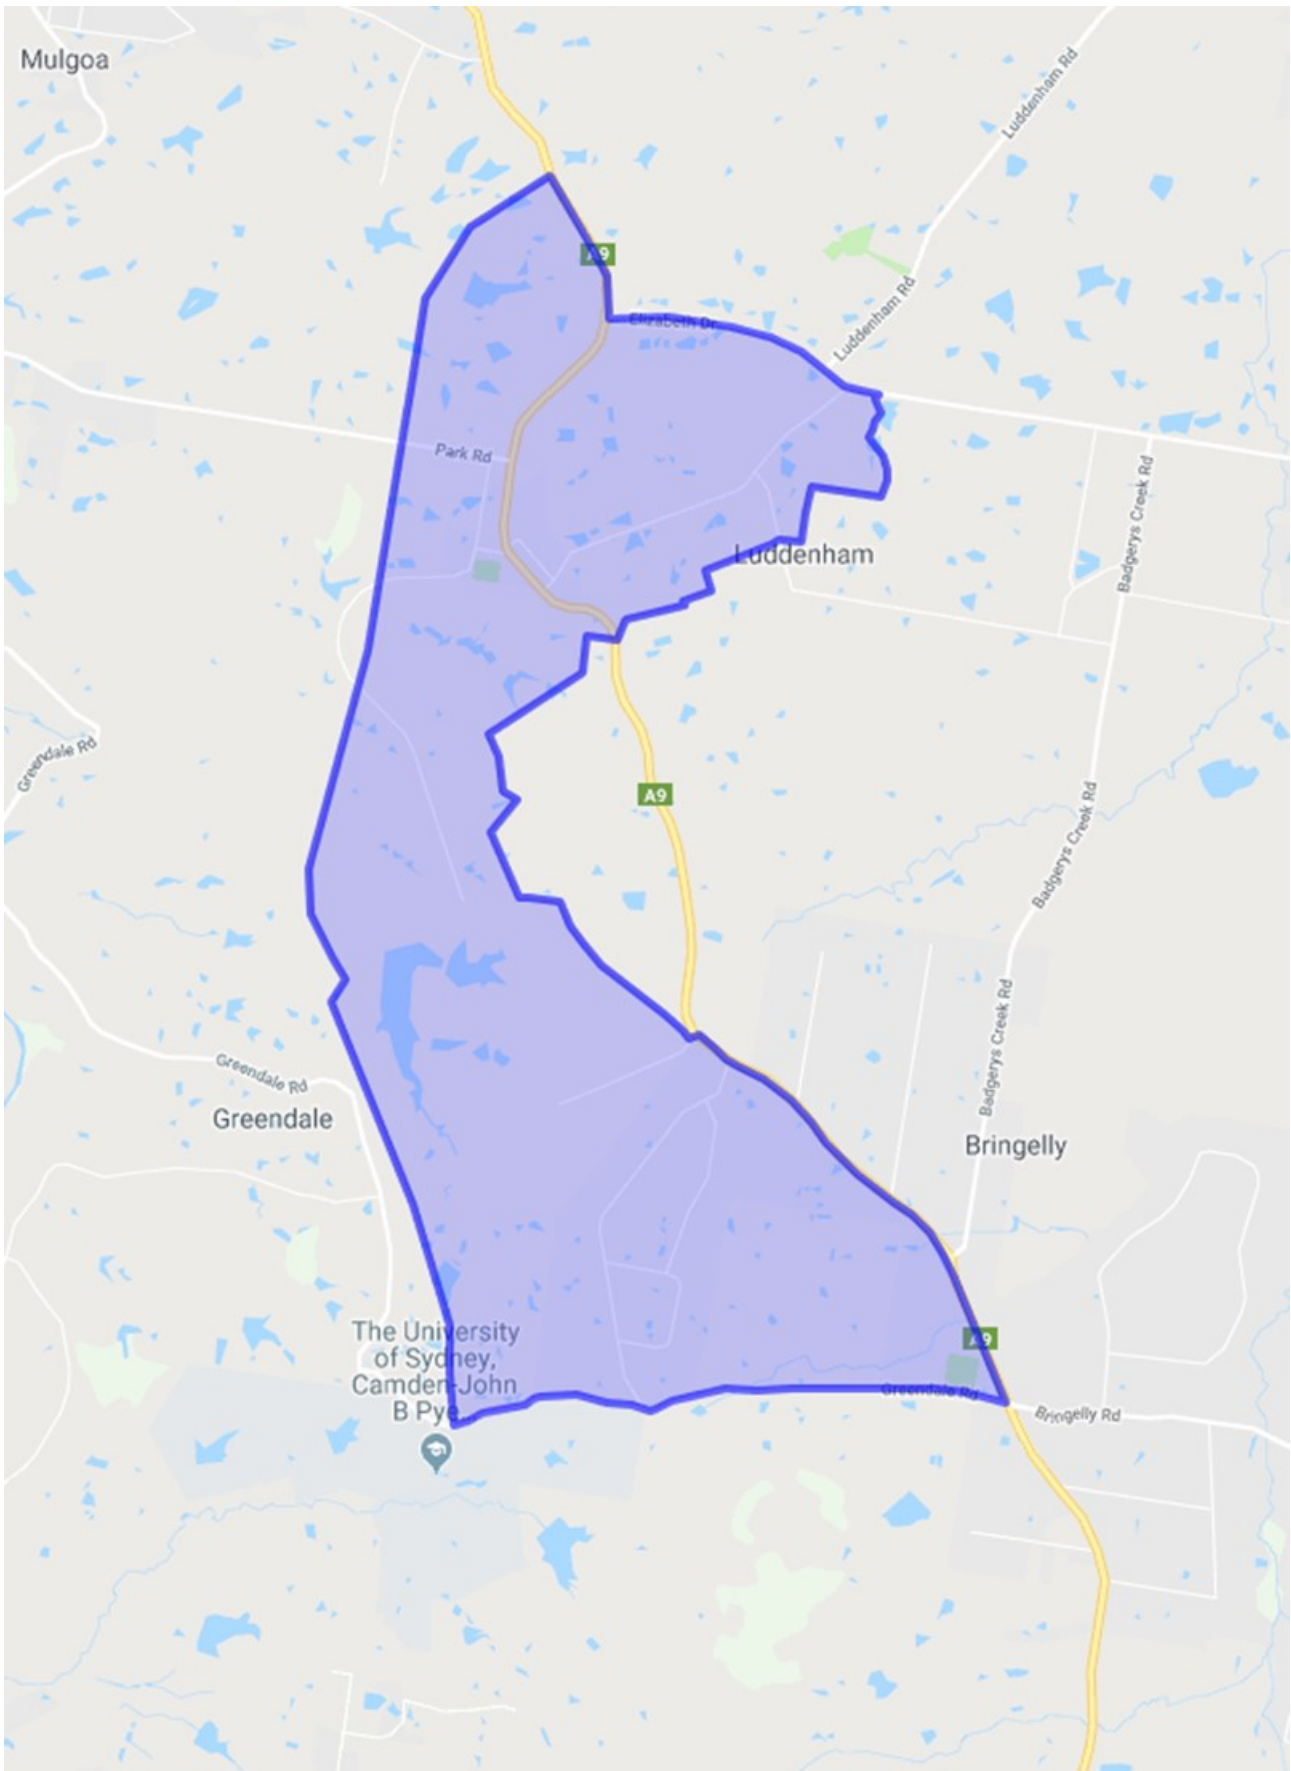 Mulgoa
Luddenham Rd
A9
Luddenham Rd
Elizabeth Dr
Park Rd
Badgerys Creek Rd
Luddenham
Greendale Rd
A9
Badgerys Creek Rd
Badgerys Creek Rd
Greendale Rd
Greendale
Bringelly
The University
of Sydney,
Camden-John
B Pye...
A9
Greendale Rd
Bringelly Rd